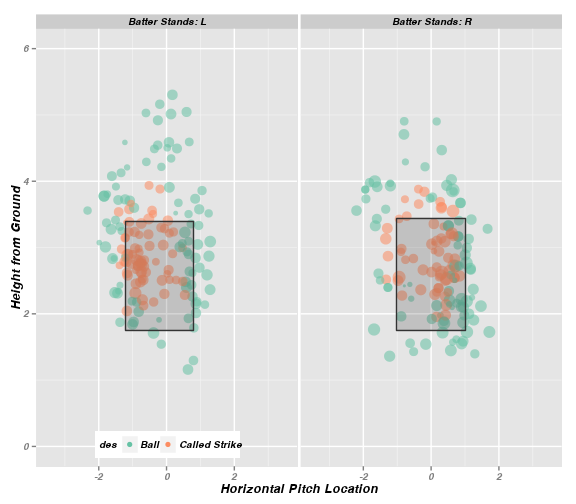 Batter Stands: L
Batter Stands: R
6
4
2
0
Height from Ground
des Ball Called Strike
-2 0 2
-2 0 2
Horizontal Pitch Location